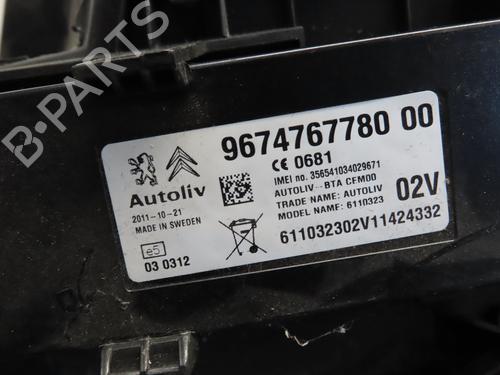 9674767780 00
CE 0681
IMEI no. 356541034029671
Autoliv
AUTOLIV--BTA CEM00
TRADE NAME: AUTOLIV
02V
2011-10-21
MADE IN SWEDEN
MODEL NAME: 6110323
611032302V11424332
e5
03 0312
B-PARTS